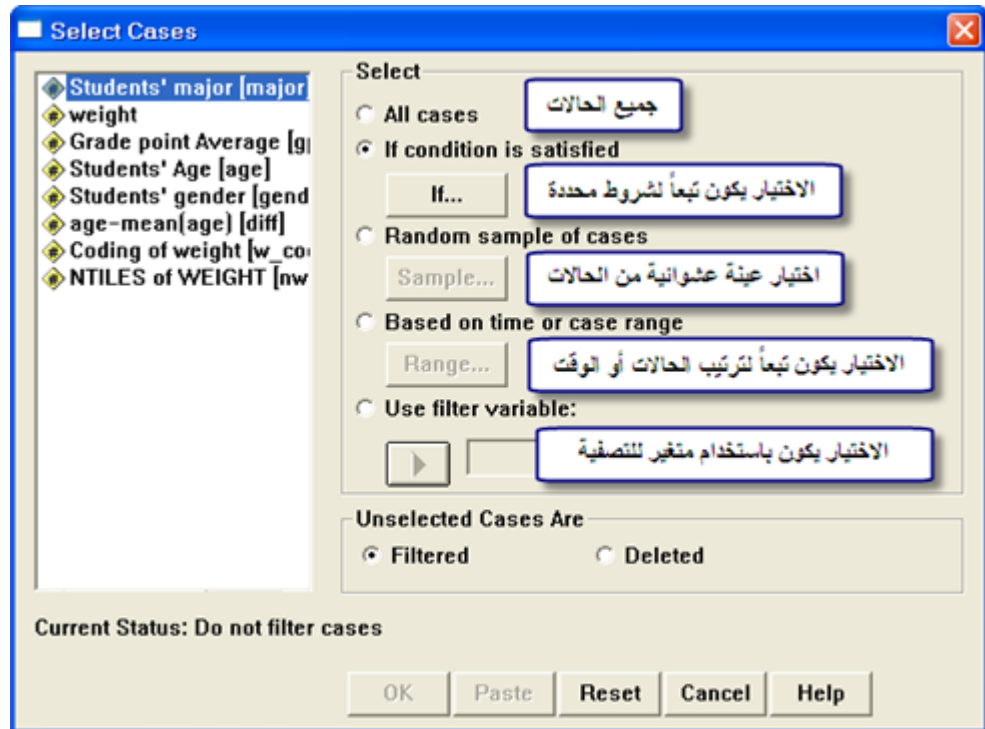 Select Cases
Students' major [major]
weight
Grade point Average [g
Students' Age [age]
Students' gender [gend
age-mean(age) [diff]
Coding of weight [w_co
NTILES of WEIGHT [nw
Select
All cases
جميع الحالات
If condition is satisfied
If...
الاختيار يكون تبعاً لشروط محددة
Random sample of cases
Sample...
اختيار عينة عشوائية من الحالات
Based on time or case range
Range...
الاختيار يكون تبعاً لترتيب الحالات أو الوقت
Use filter variable:
الاختيار يكون باستخدام متغير للتصفية
Unselected Cases Are
Filtered
Deleted
Current Status: Do not filter cases
OK
Paste
Reset
Cancel
Help